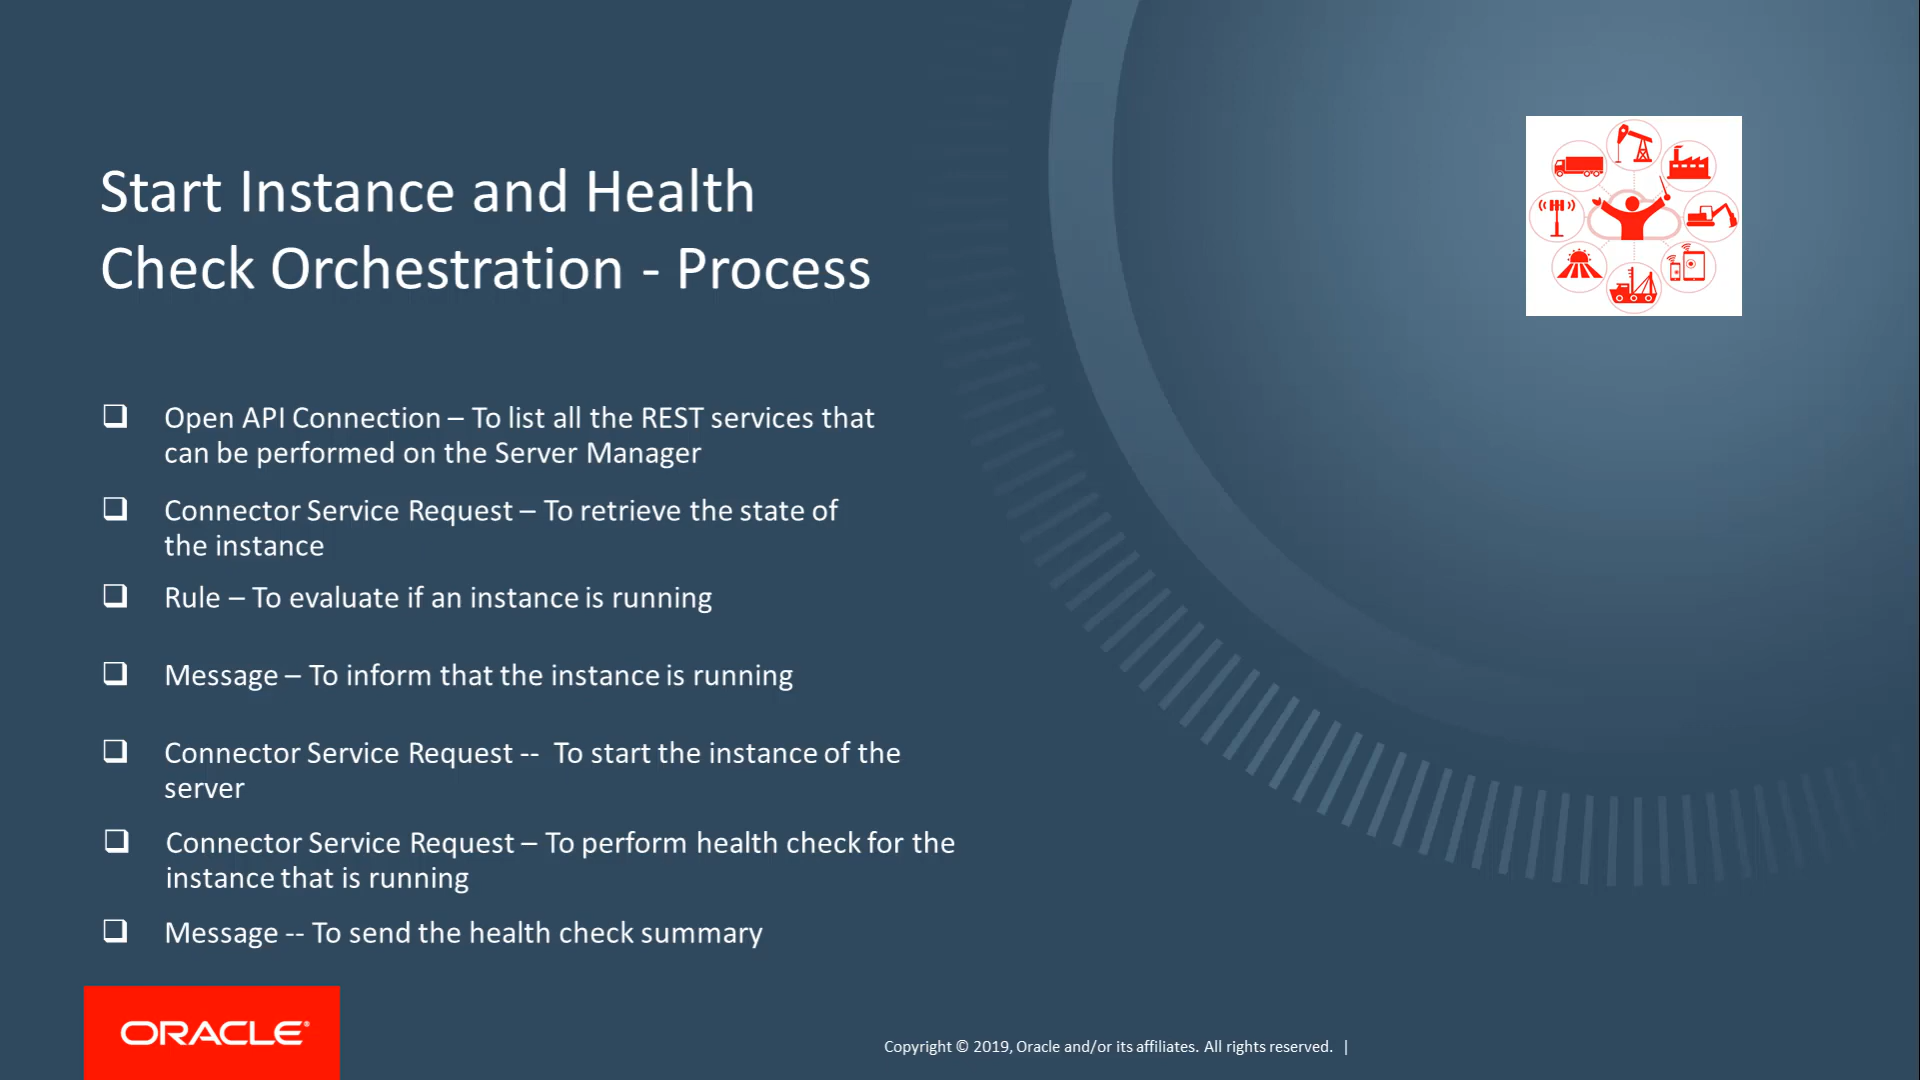 Start Instance and Health
Check Orchestration - Process
❑ Open API Connection – To list all the REST services that
can be performed on the Server Manager
❑ Connector Service Request – To retrieve the state of
the instance
❑ Rule – To evaluate if an instance is running
❑ Message – To inform that the instance is running
❑ Connector Service Request -- To start the instance of the
server
❑ Connector Service Request – To perform health check for the
instance that is running
❑ Message -- To send the health check summary
ORACLE®
Copyright © 2019, Oracle and/or its affiliates. All rights reserved. |